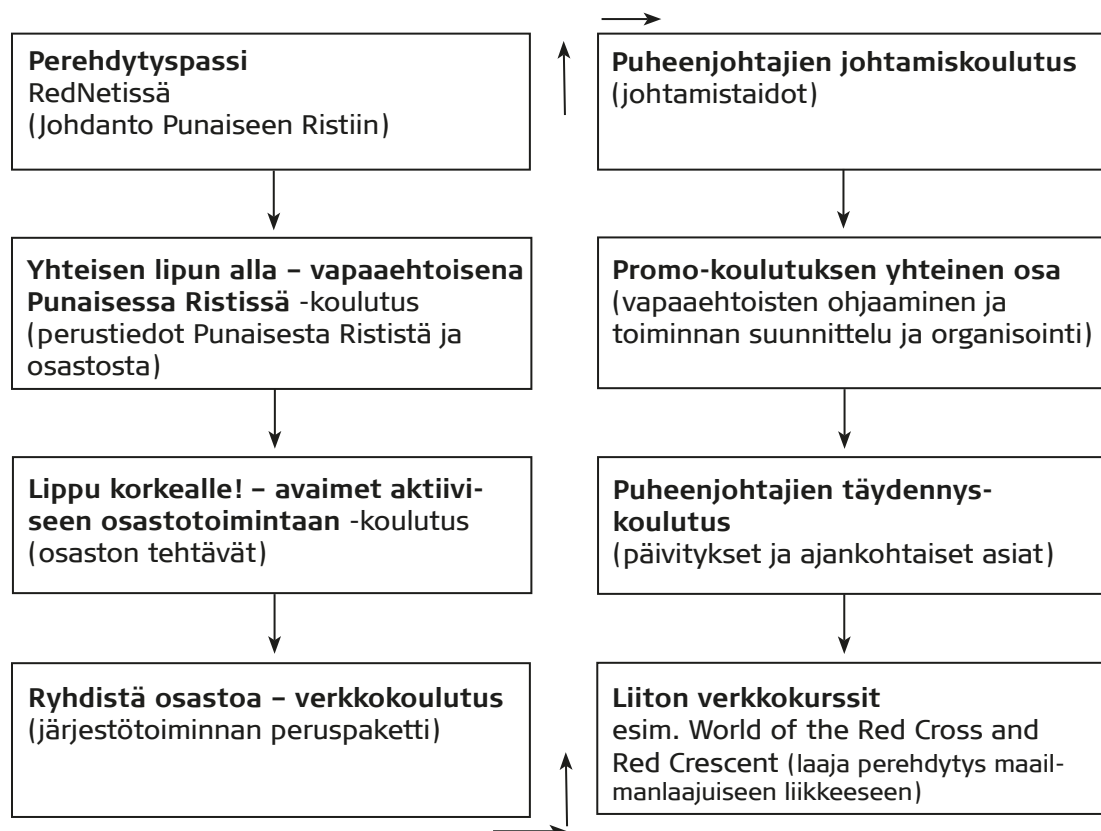 Perehdytyspassi
RedNetissä
(Johdanto Punaiseen Ristiin)
Yhteisen lipun alla – vapaaehtoisena
Punaisessa Ristissä -koulutus
(perustiedot Punaisesta Rististä ja
osastosta)
Lippu korkealle! – avaimet aktiivi-
seen osastotoimintaan -koulutus
(osaston tehtävät)
Ryhdistä osastoa – verkkokoulutus
(järjestötoiminnan peruspaketti)
Puheenjohtajien johtamiskoulutus
(johtamistaidot)
Promo-koulutuksen yhteinen osa
(vapaaehtoisten ohjaaminen ja
toiminnan suunnittelu ja organisointi)
Puheenjohtajien täydennys-
koulutus
(päivitykset ja ajankohtaiset asiat)
Liiton verkkokurssit
esim. World of the Red Cross and
Red Crescent (laaja perehdytys maail-
manlaajuiseen liikkeeseen)